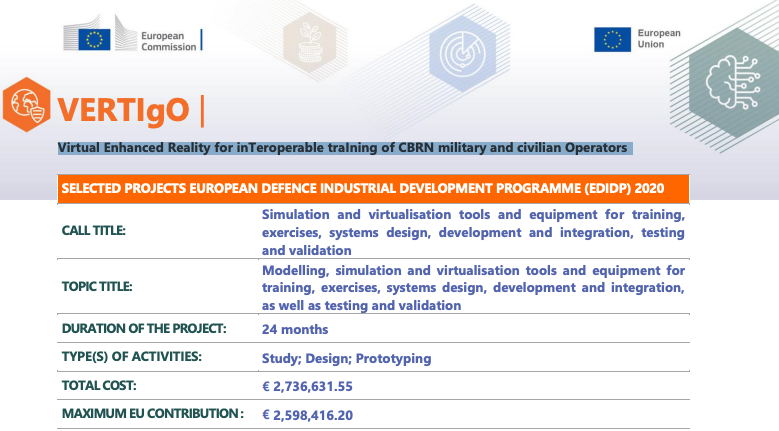 European
Commission
European
Union
VERTIgO |
Virtual Enhanced Reality for inTeroperable traIning of CBRN military and civilian Operators
SELECTED PROJECTS EUROPEAN DEFENCE INDUSTRIAL DEVELOPMENT PROGRAMME (EDIDP) 2020
CALL TITLE:
Simulation and virtualisation tools and equipment for training,
exercises, systems design, development and integration, testing
and validation
TOPIC TITLE:
Modelling, simulation and virtualisation tools and equipment for
training, exercises, systems design, development and integration,
as well as testing and validation
DURATION OF THE PROJECT:
24 months
TYPE(S) OF ACTIVITIES:
Study; Design; Prototyping
TOTAL COST:
€ 2,736,631.55
MAXIMUM EU CONTRIBUTION :
€ 2,598,416.20